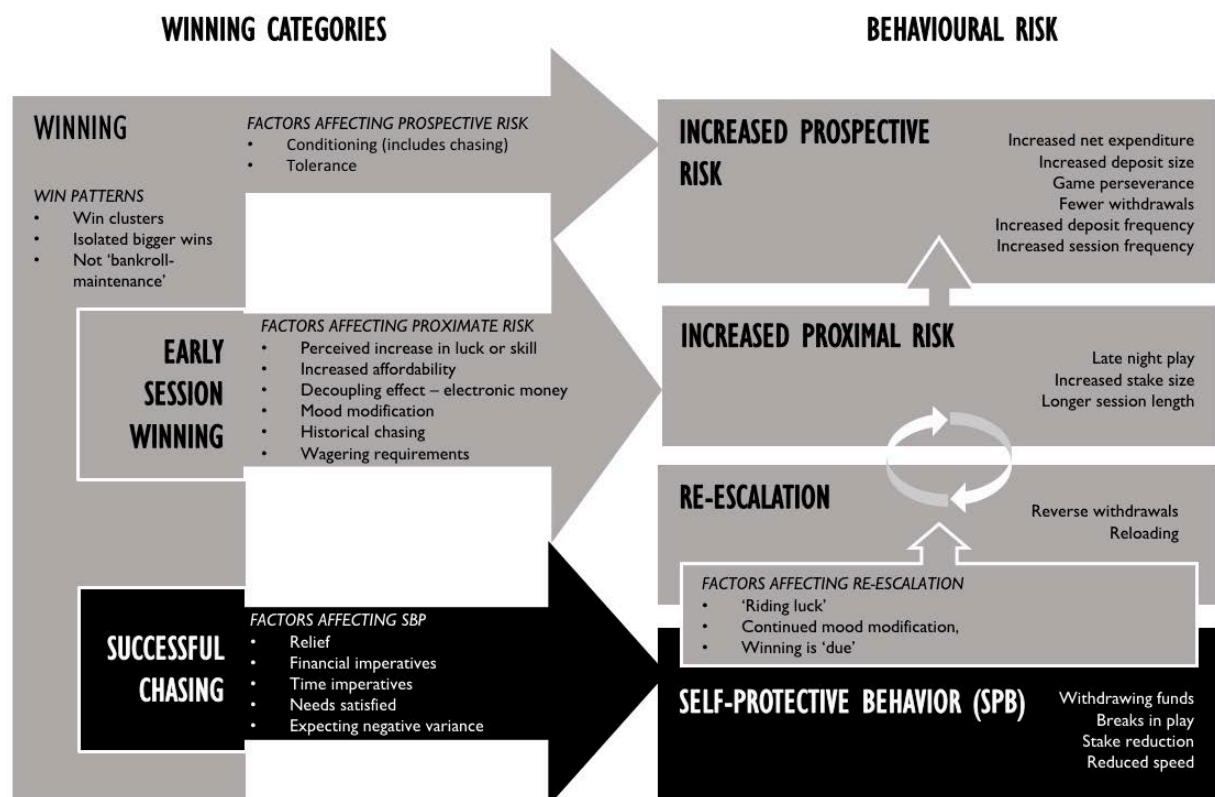 WINNING CATEGORIES
BEHAVIOURAL RISK
WINNING
WIN PATTERNS
• Win clusters
• Isolated bigger wins
• Not ‘bankroll-
maintenance’
FACTORS AFFECTING PROSPECTIVE RISK
• Conditioning (includes chasing)
• Tolerance
EARLY
SESSION
WINNING
FACTORS AFFECTING PROXIMATE RISK
• Perceived increase in luck or skill
• Increased affordability
• Decoupling effect – electronic money
• Mood modification
• Historical chasing
• Wagering requirements
SUCCESSFUL
CHASING
FACTORS AFFECTING SBP
• Relief
• Financial imperatives
• Time imperatives
• Needs satisfied
• Expecting negative variance
INCREASED PROSPECTIVE
RISK
Increased net expenditure
Increased deposit size
Game perseverance
Fewer withdrawals
Increased deposit frequency
Increased session frequency
INCREASED PROXIMAL RISK
Late night play
Increased stake size
Longer session length
RE-ESCALATION
Reverse withdrawals
Reloading
FACTORS AFFECTING RE-ESCALATION
• ‘Riding luck’
• Continued mood modification,
• Winning is ‘due’
SELF-PROTECTIVE BEHAVIOR (SPB)
Withdrawing funds
Breaks in play
Stake reduction
Reduced speed